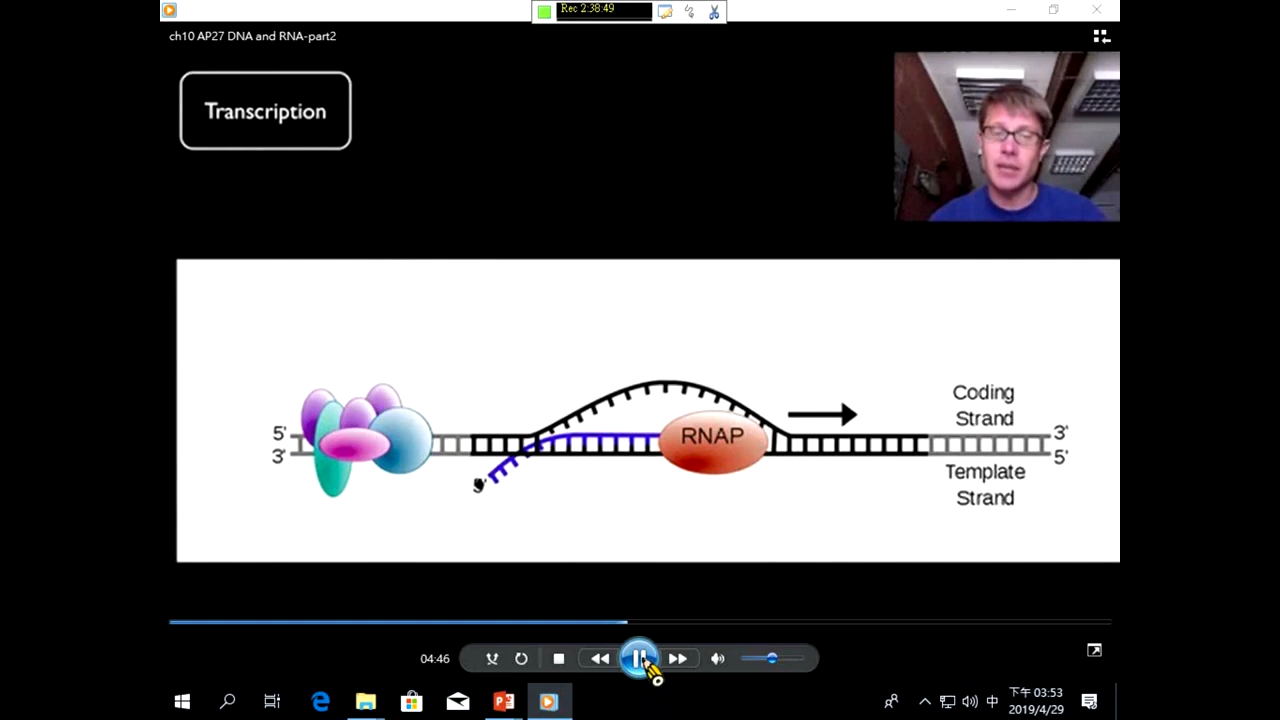 Rec 2:38:49
ch10 AP27 DNA and RNA-part2
Transcription
Coding
Strand
5' 3'
3' 5'
RNAP
Template
Strand
5'
04:46
中
下午 03:53
2019/4/29